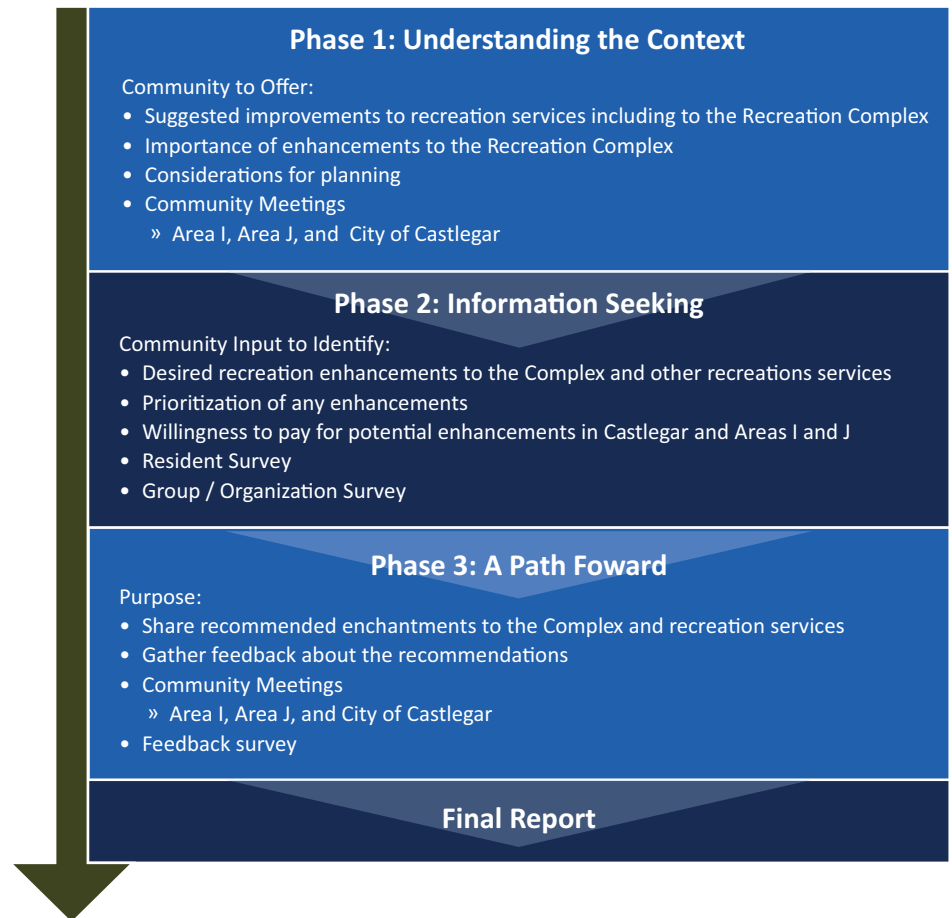 Phase 1: Understanding the Context
Community to Offer:
• Suggested improvements to recreation services including to the Recreation Complex
• Importance of enhancements to the Recreation Complex
• Considerations for planning
• Community Meetings
» Area I, Area J, and City of Castlegar
Phase 2: Information Seeking
Community Input to Identify:
• Desired recreation enhancements to the Complex and other recreations services
• Prioritization of any enhancements
• Willingness to pay for potential enhancements in Castlegar and Areas I and J
• Resident Survey
• Group / Organization Survey
Phase 3: A Path Foward
Purpose:
• Share recommended enchantments to the Complex and recreation services
• Gather feedback about the recommendations
• Community Meetings
» Area I, Area J, and City of Castlegar
• Feedback survey
Final Report